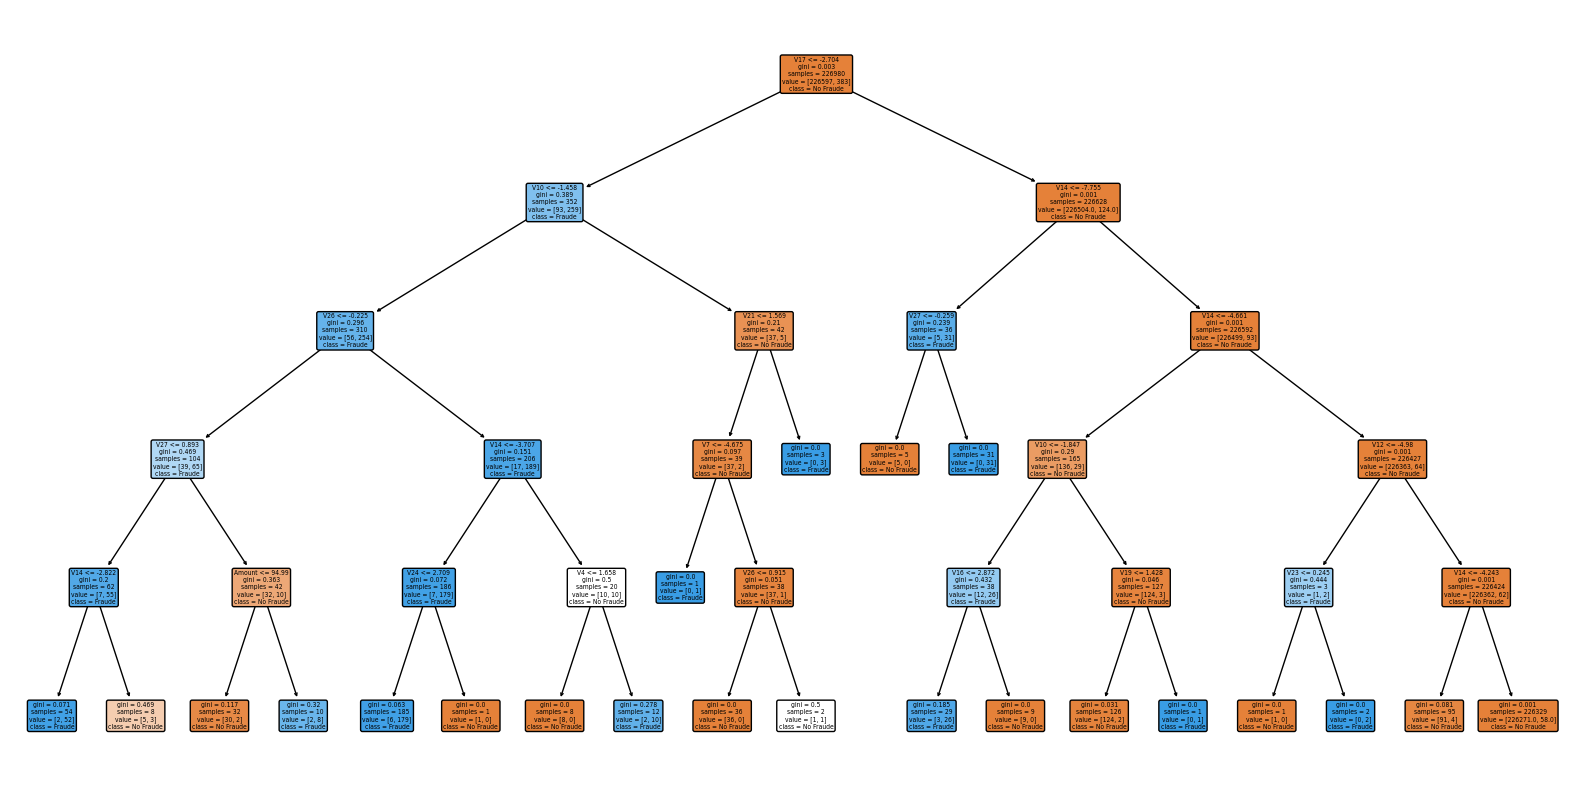 V17 <= -2.704
gini = 0.003
samples = 226980
value = [226597, 383]
class = No Fraude
V10 <= -1.458
gini = 0.389
samples = 352
value = [93, 259]
class = Fraude
V14 <= -7.755
gini = 0.001
samples = 226628
value = [226504.0, 124.0]
class = No Fraude
V26 <= -0.225
gini = 0.296
samples = 310
value = [56, 254]
class = Fraude
V21 <= 1.569
gini = 0.21
samples = 42
value = [37, 5]
class = No Fraude
V27 <= -0.259
gini = 0.239
samples = 36
value = [5, 31]
class = Fraude
V14 <= -4.661
gini = 0.001
samples = 226592
value = [226499, 93]
class = No Fraude
V27 <= 0.893
gini = 0.469
samples = 104
value = [39, 65]
class = Fraude
V14 <= -3.707
gini = 0.151
samples = 206
value = [17, 189]
class = Fraude
V7 <= -4.675
gini = 0.097
samples = 39
value = [37, 2]
class = No Fraude
gini = 0.0
samples = 3
value = [0, 3]
class = Fraude
gini = 0.0
samples = 5
value = [5, 0]
class = No Fraude
gini = 0.0
samples = 31
value = [0, 31]
class = Fraude
V10 <= -1.847
gini = 0.29
samples = 165
value = [136, 29]
class = No Fraude
V12 <= -4.98
gini = 0.001
samples = 226427
value = [226363, 64]
class = No Fraude
V14 <= -2.822
gini = 0.2
samples = 62
value = [7, 55]
class = Fraude
Amount <= 94.99
gini = 0.363
samples = 42
value = [32, 10]
class = No Fraude
V24 <= 2.709
gini = 0.072
samples = 186
value = [7, 179]
class = Fraude
V4 <= 1.658
gini = 0.5
samples = 20
value = [10, 10]
class = No Fraude
gini = 0.0
samples = 1
value = [0, 1]
class = Fraude
V26 <= 0.915
gini = 0.051
samples = 38
value = [37, 1]
class = No Fraude
V16 <= 2.872
gini = 0.432
samples = 38
value = [12, 26]
class = Fraude
V19 <= 1.428
gini = 0.046
samples = 127
value = [124, 3]
class = No Fraude
V23 <= 0.245
gini = 0.444
samples = 3
value = [1, 2]
class = Fraude
V14 <= -4.243
gini = 0.001
samples = 226424
value = [226362, 62]
class = No Fraude
gini = 0.071
samples = 54
value = [2, 52]
class = Fraude
gini = 0.469
samples = 8
value = [5, 3]
class = No Fraude
gini = 0.117
samples = 32
value = [30, 2]
class = No Fraude
gini = 0.32
samples = 10
value = [2, 8]
class = Fraude
gini = 0.063
samples = 185
value = [6, 179]
class = Fraude
gini = 0.0
samples = 1
value = [1, 0]
class = No Fraude
gini = 0.0
samples = 8
value = [8, 0]
class = No Fraude
gini = 0.278
samples = 12
value = [2, 10]
class = Fraude
gini = 0.0
samples = 36
value = [36, 0]
class = No Fraude
gini = 0.5
samples = 2
value = [1, 1]
class = No Fraude
gini = 0.185
samples = 29
value = [3, 26]
class = Fraude
gini = 0.0
samples = 9
value = [9, 0]
class = No Fraude
gini = 0.031
samples = 126
value = [124, 2]
class = No Fraude
gini = 0.0
samples = 1
value = [0, 1]
class = Fraude
gini = 0.0
samples = 1
value = [1, 0]
class = No Fraude
gini = 0.0
samples = 2
value = [0, 2]
class = Fraude
gini = 0.081
samples = 95
value = [91, 4]
class = No Fraude
gini = 0.001
samples = 226329
value = [226271.0, 58.0]
class = No Fraude